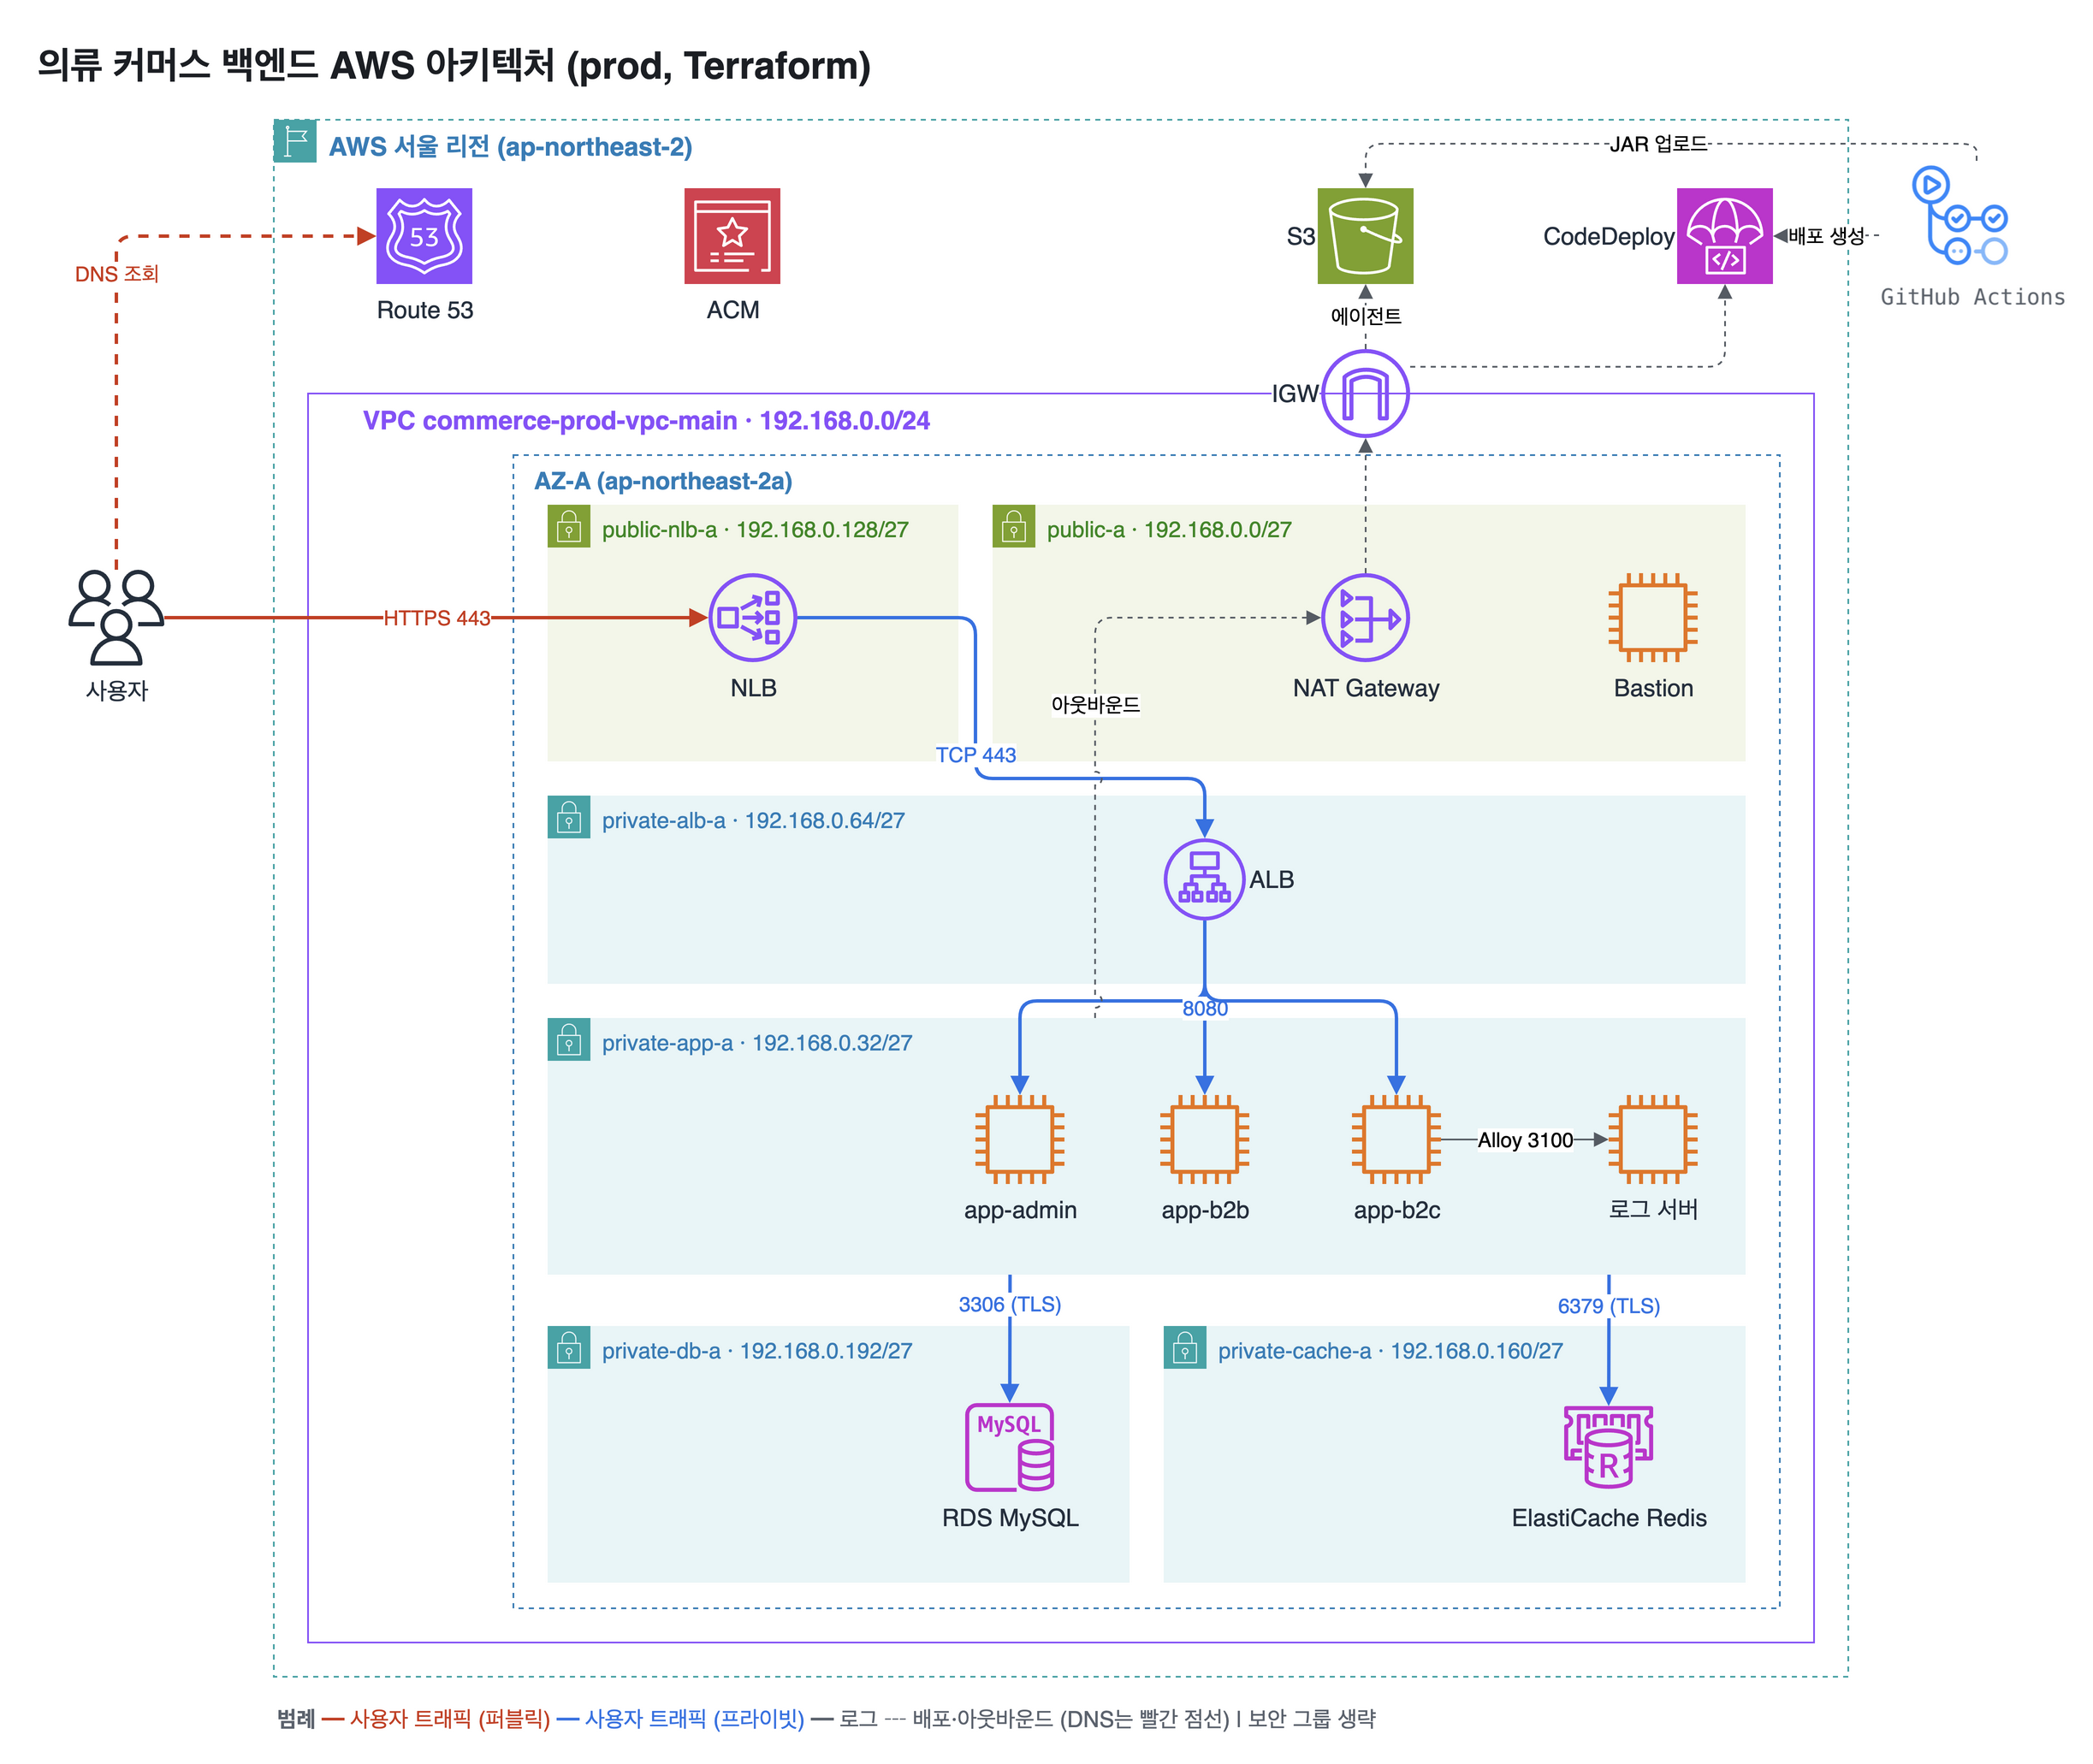 의류 커머스 백엔드 AWS 아키텍처 (prod, Terraform)
AWS 서울 리전 (ap-northeast-2)
JAR 업로드
53
Route 53
ACM
S3
CodeDeploy
배포 생성
GitHub Actions
DNS 조회
에이전트
IGW
VPC commerce-prod-vpc-main · 192.168.0.0/24
AZ-A (ap-northeast-2a)
public-nlb-a · 192.168.0.128/27
public-a · 192.168.0.0/27
HTTPS 443
사용자
NLB
NAT Gateway
Bastion
아웃바운드
TCP 443
private-alb-a · 192.168.0.64/27
ALB
8080
private-app-a · 192.168.0.32/27
Alloy 3100
app-admin
app-b2b
app-b2c
로그 서버
3306 (TLS)
6379 (TLS)
private-db-a · 192.168.0.192/27
private-cache-a · 192.168.0.160/27
MySQL
R
RDS MySQL
ElastiCache Redis
범례 — 사용자 트래픽 (퍼블릭) — 사용자 트래픽 (프라이빗) — 로그 --- 배포·아웃바운드 (DNS는 빨간 점선) | 보안 그룹 생략